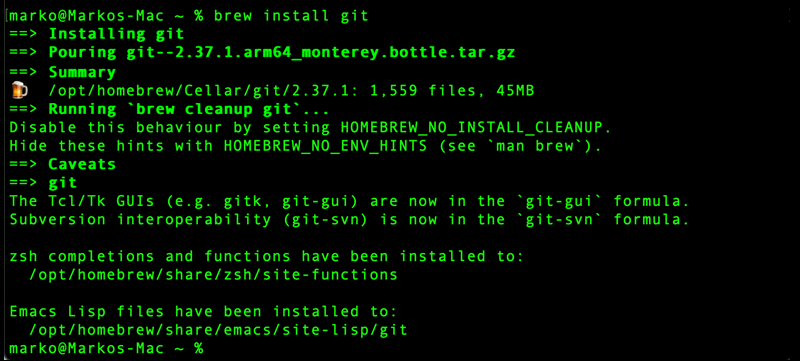 marko@Markos-Mac ~ % brew install git
==> Installing git
==> Pouring git--2.37.1.arm64_monterey.bottle.tar.gz
==> Summary
🍺  /opt/homebrew/Cellar/git/2.37.1: 1,559 files, 45MB
==> Running `brew cleanup git`...
Disable this behaviour by setting HOMEBREW_NO_INSTALL_CLEANUP.
Hide these hints with HOMEBREW_NO_ENV_HINTS (see `man brew`).
==> Caveats
==> git
The Tcl/Tk GUIs (e.g. gitk, git-gui) are now in the `git-gui` formula.
Subversion interoperability (git-svn) is now in the `git-svn` formula.

zsh completions and functions have been installed to:
  /opt/homebrew/share/zsh/site-functions

Emacs Lisp files have been installed to:
  /opt/homebrew/share/emacs/site-lisp/git
marko@Markos-Mac ~ %